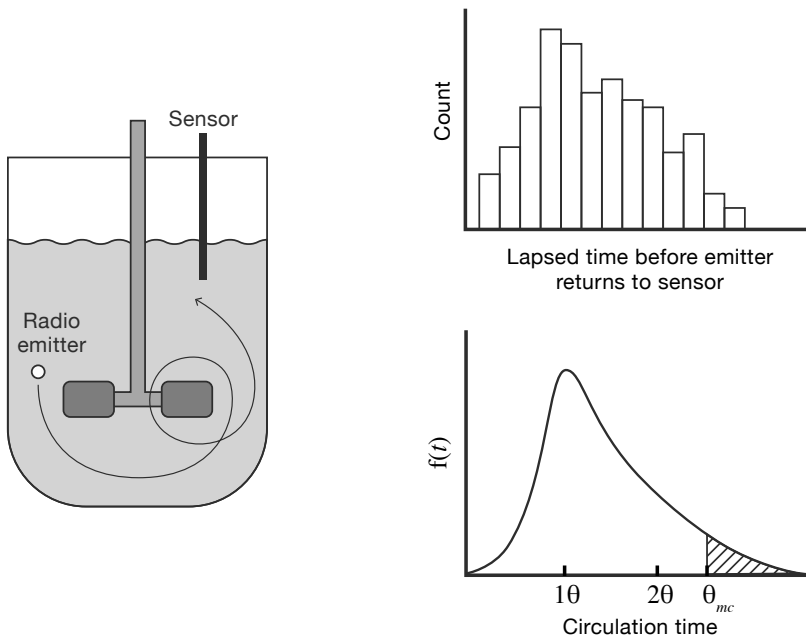 Sensor
Radio
emitter
Count
Lapsed time before emitter
returns to sensor
f(t)
1θ
2θ
θmc
Circulation time